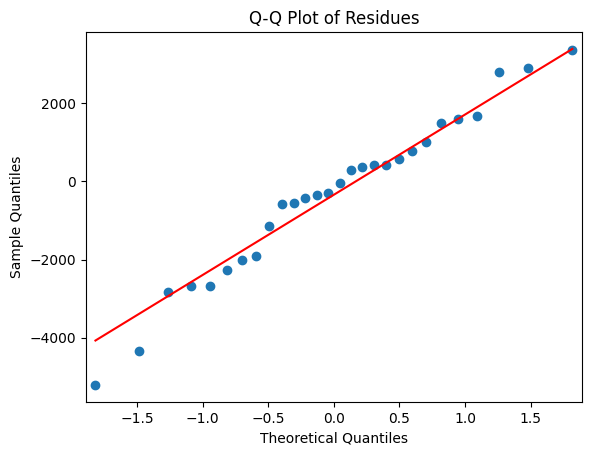 Q-Q Plot of Residues
Sample Quantiles
2000
0
−2000
−4000
−1.5 −1.0 −0.5 0.0 0.5 1.0 1.5
Theoretical Quantiles